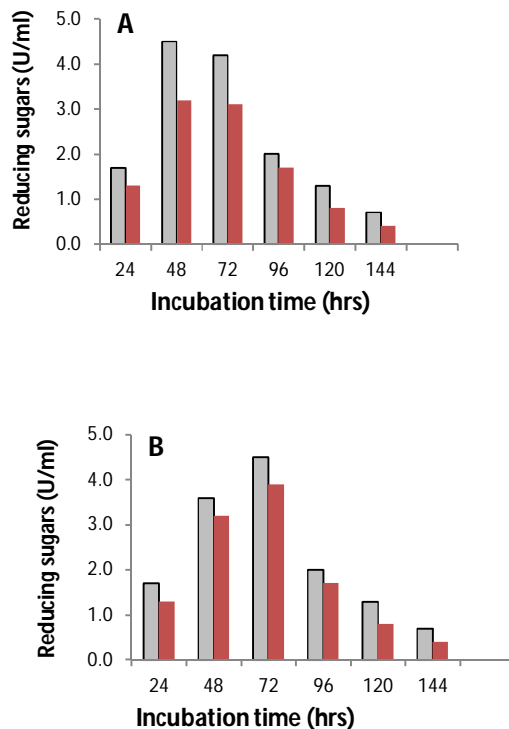 A
Reducing sugars (U/ml)
5.0
4.0
3.0
2.0
1.0
0.0
24 48 72 96 120 144
Incubation time (hrs)
B
Reducing sugars (U/ml)
5.0
4.0
3.0
2.0
1.0
0.0
24 48 72 96 120 144
Incubation time (hrs)